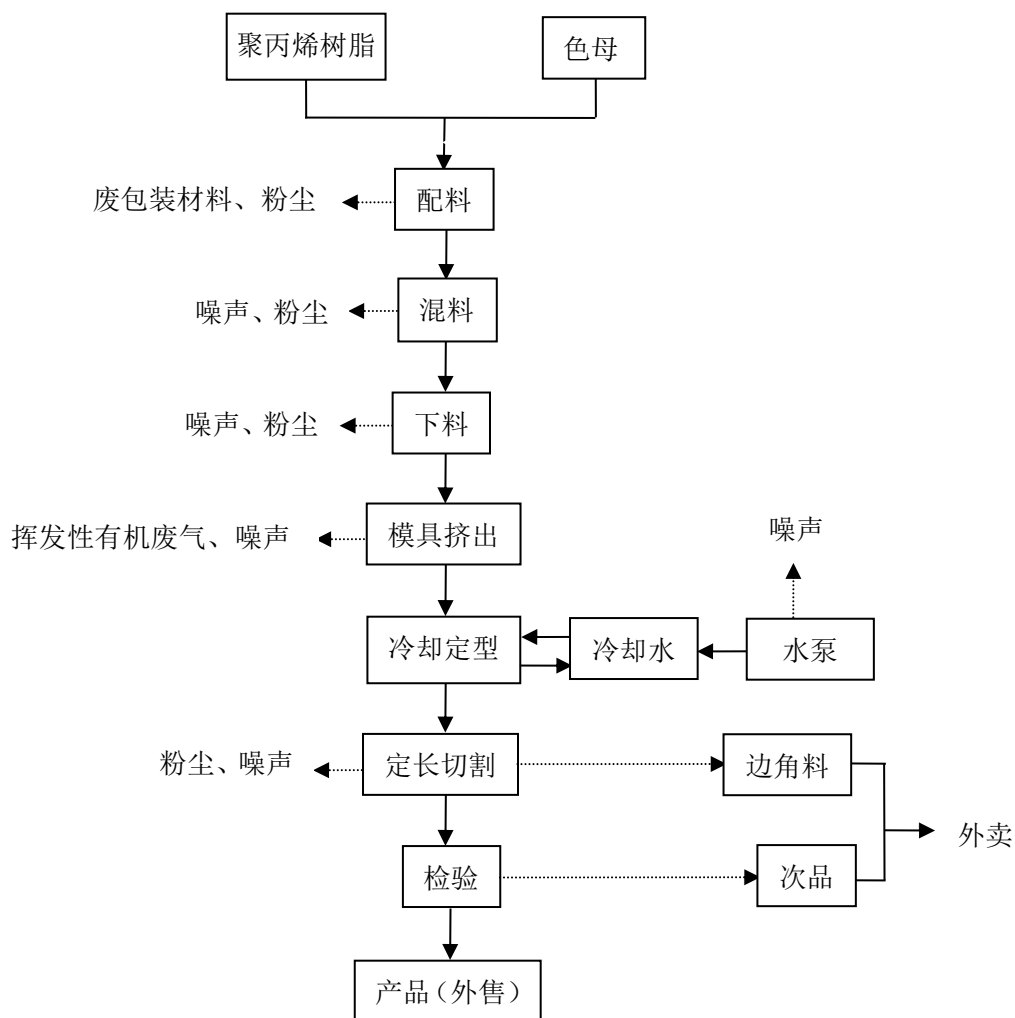 聚丙烯树脂
色母
废包装材料、粉尘
配料
噪声、粉尘
混料
噪声、粉尘
下料
挥发性有机废气、噪声
模具挤出
噪声
冷却定型
冷却水
水泵
粉尘、噪声
定长切割
边角料
外卖
检验
次品
产品（外售）